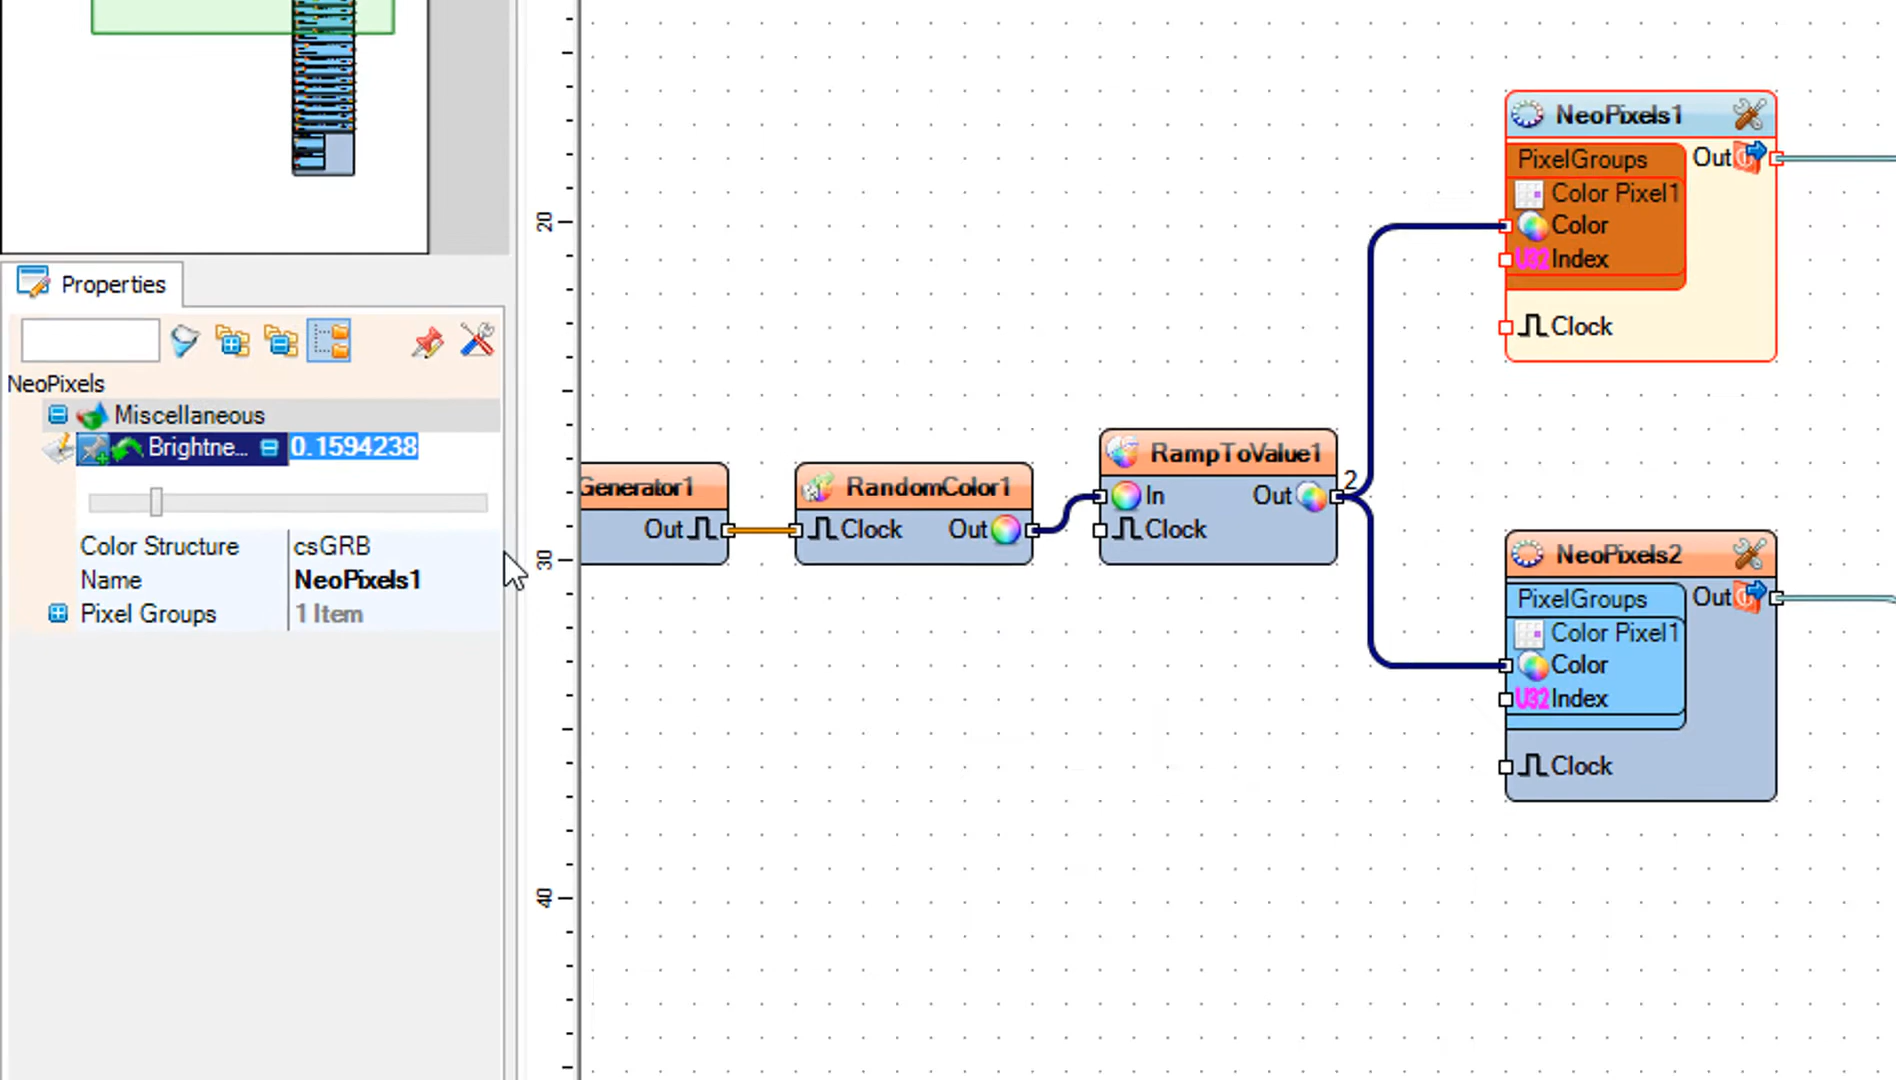 Properties
NeoPixels
Miscellaneous
Brightne... 0.1594238
Color Structure csGRB
Name NeoPixels1
Pixel Groups 1 Item
20
30
40
Generator1
Out
RandomColor1
Clock Out
RampToValue1
In Out 2
Clock
NeoPixels1
PixelGroups Out
Color Pixel1
Color
U32 Index
Clock
NeoPixels2
PixelGroups Out
Color Pixel1
Color
U32 Index
Clock